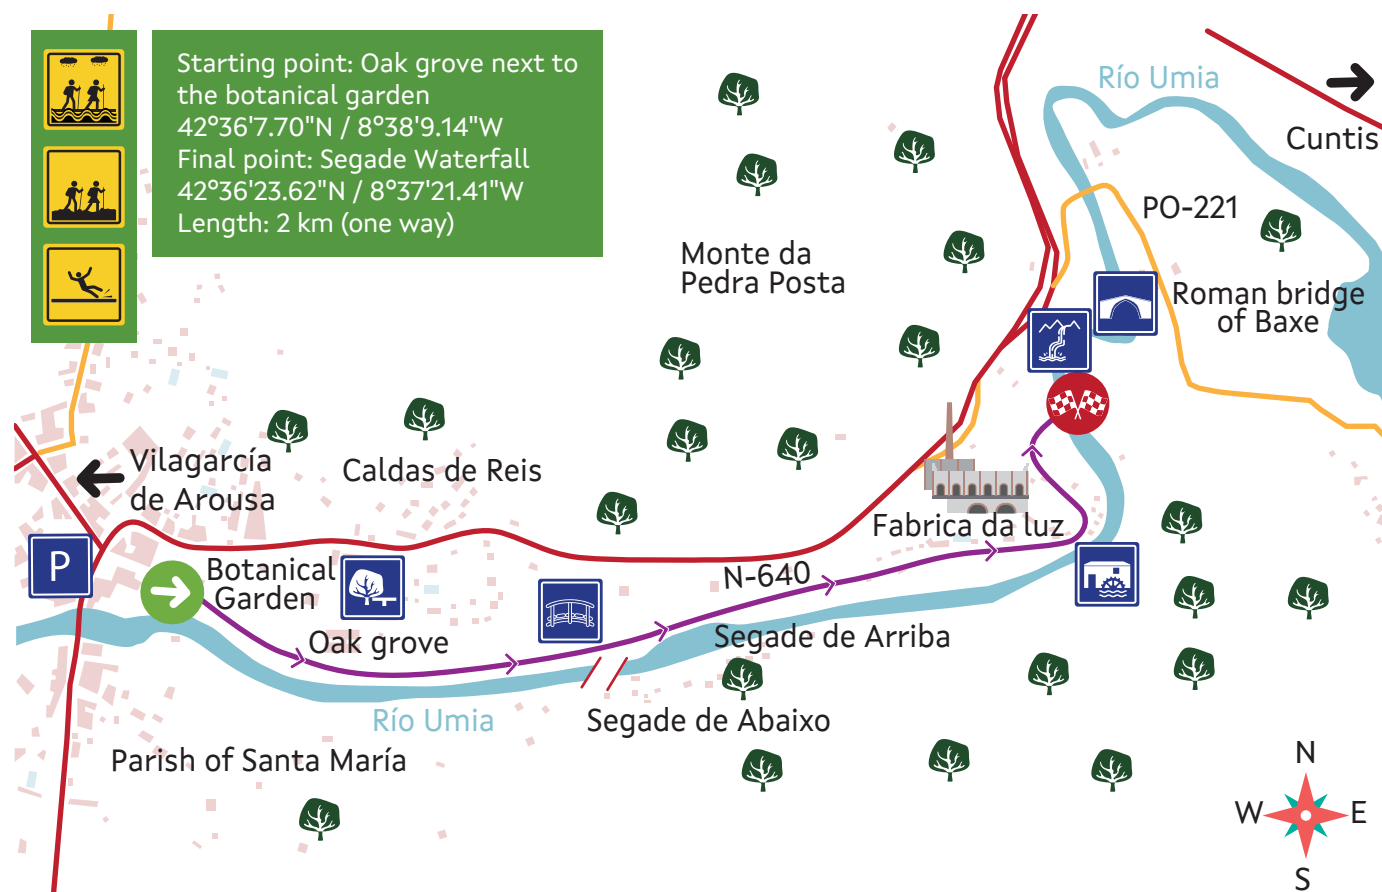 Starting point: Oak grove next to
the botanical garden
42°36'7.70"N / 8°38'9.14"W
Final point: Segade Waterfall
42°36'23.62"N / 8°37'21.41"W
Length: 2 km (one way)
Río Umia
Cuntis
PO-221
Monte da
Pedra Posta
Roman bridge
of Baxe
Vilagarcía
de Arousa
Caldas de Reis
Fabrica da luz
P
Botanical
Garden
N-640
Oak grove
Segade de Arriba
Río Umia
Segade de Abaixo
Parish of Santa María
N
W
E
S